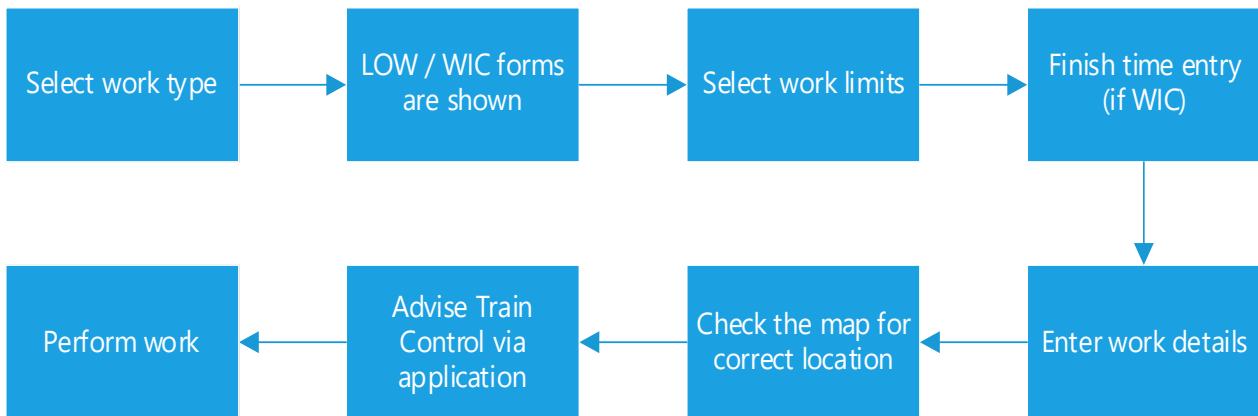 Select work type
LOW / WIC forms
are shown
Select work limits
Finish time entry
(if WIC)
Enter work details
Check the map for
correct location
Advise Train
Control via
application
Perform work